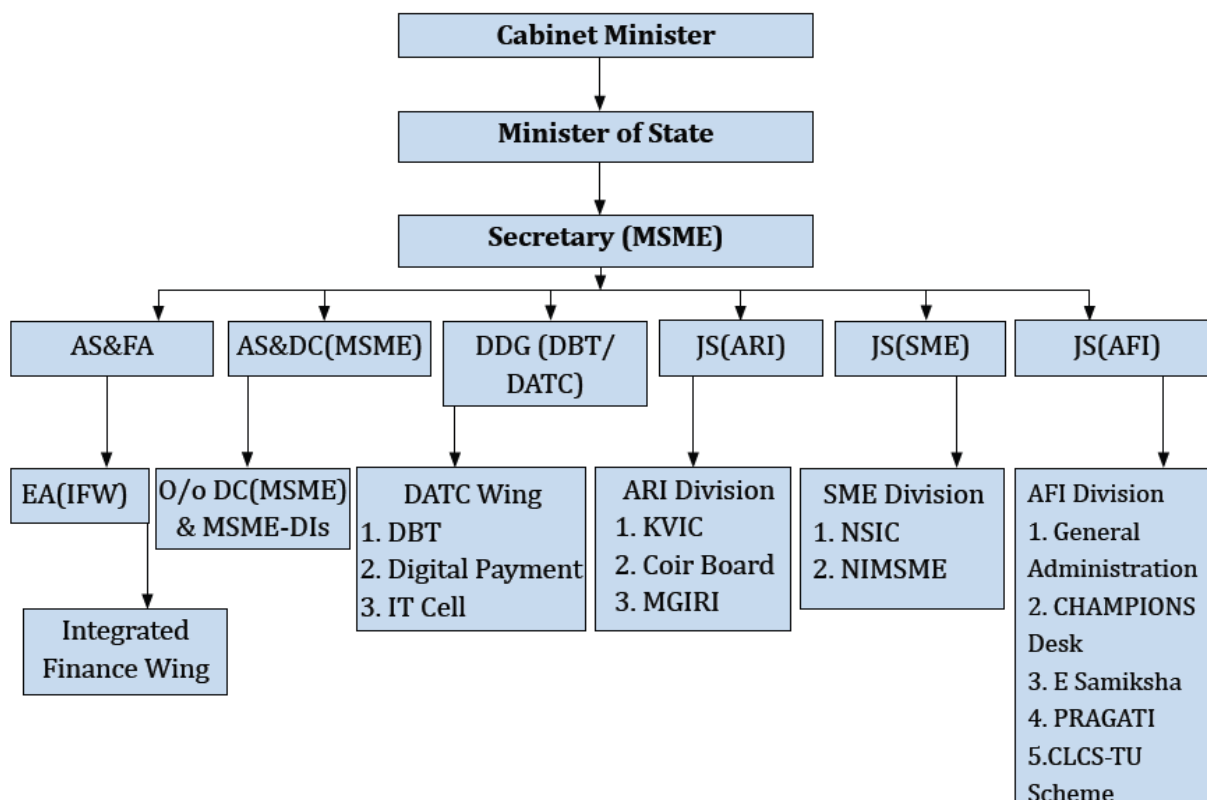 Cabinet Minister
Minister of State
Secretary (MSME)
AS&FA
AS&DC(MSME)
DDG (DBT/
DATC)
JS(ARI)
JS(SME)
JS(AFI)
EA(IFW)
O/o DC(MSME)
& MSME-DIs
DATC Wing
1. DBT
2. Digital Payment
3. IT Cell
ARI Division
1. KVIC
2. Coir Board
3. MGIRI
SME Division
1. NSIC
2. NIMSME
AFI Division
1. General
Administration
2. CHAMPIONS
Desk
3. E Samiksha
4. PRAGATI
5.CLCS-TU
Scheme
Integrated
Finance Wing